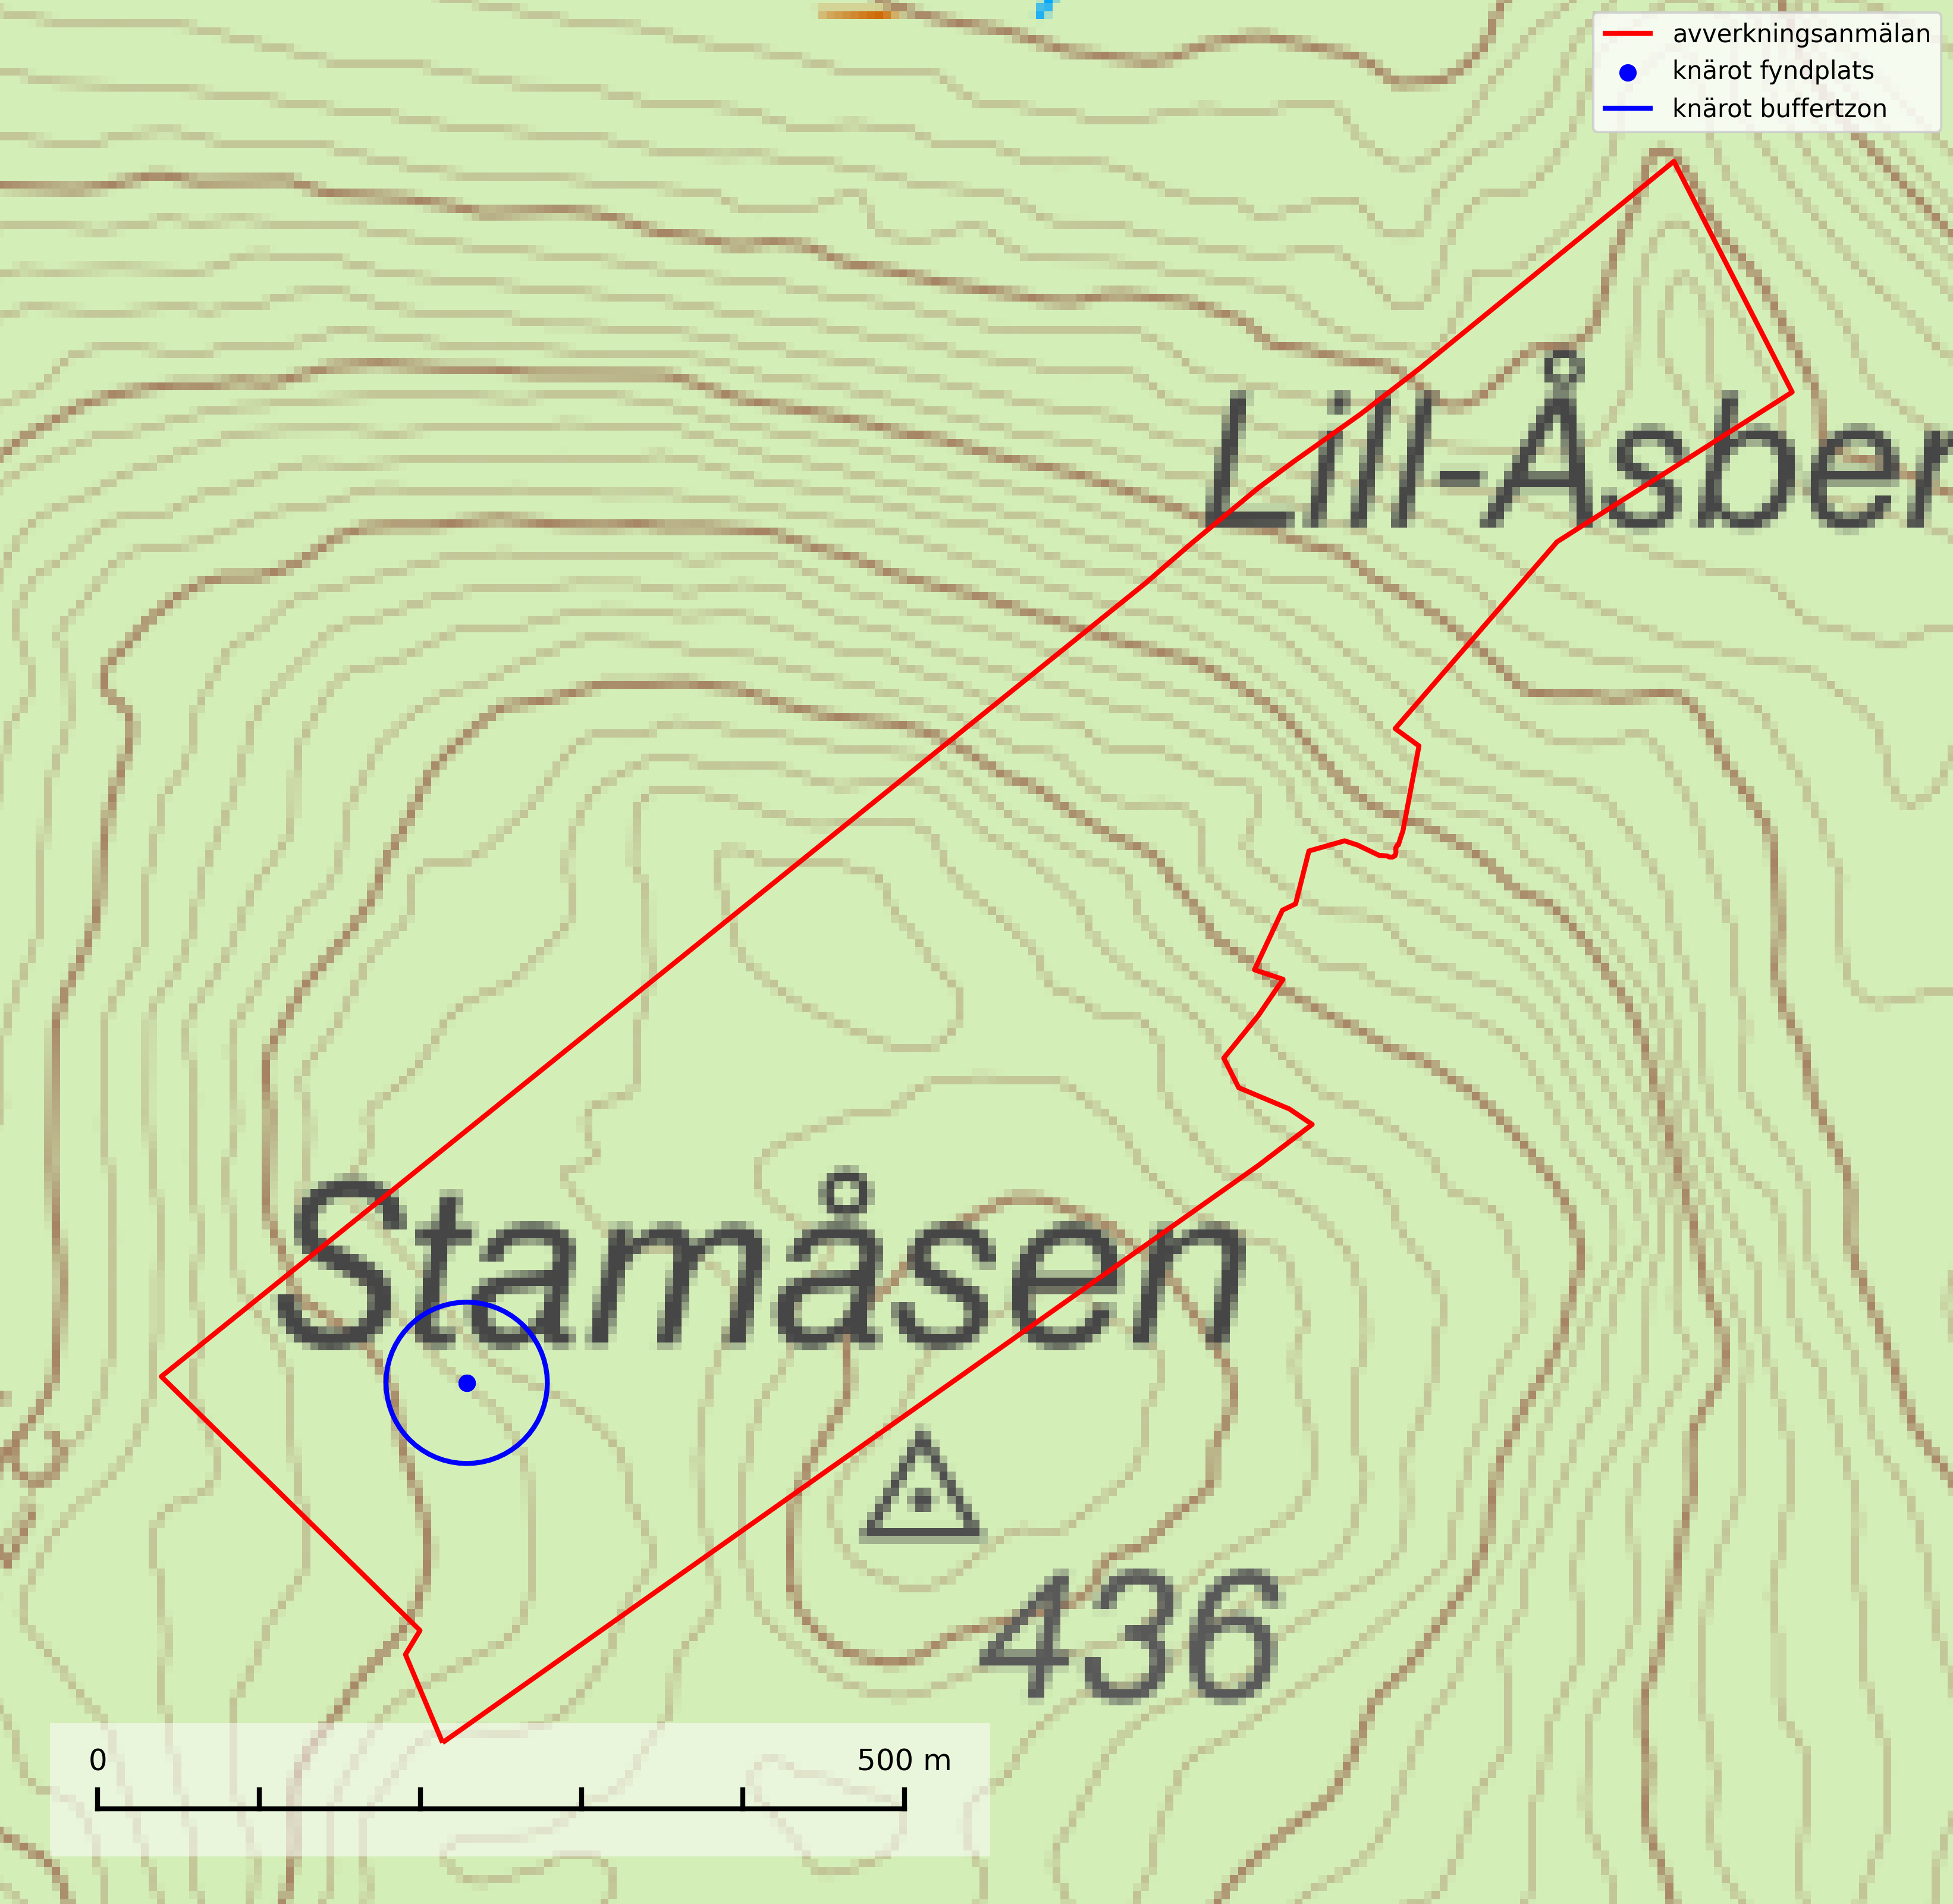 avverkningsanmälan
knärot fyndplats
knärot buffertzon
Lill-Åsber
Stamåsen
436
0 500 m